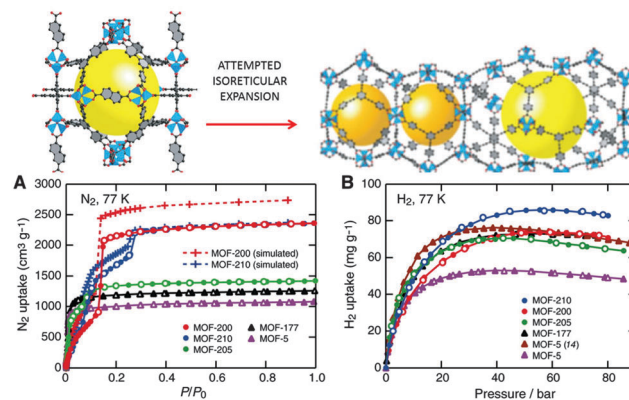 ATTEMPTED
ISORETICULAR
EXPANSION
A
N₂, 77 K
3000
2500
2000
1500
1000
500
0
N₂ uptake (cm³ g⁻¹)
MOF-200 (simulated)
MOF-210 (simulated)
MOF-200
MOF-177
MOF-210
MOF-5
MOF-205
0.0
0.2
0.4
0.6
0.8
1.0
P/P₀
B
H₂, 77 K
100
80
60
40
20
0
H₂ uptake (mg g⁻¹)
MOF-210
MOF-200
MOF-205
MOF-177
MOF-5 (14)
MOF-5
0
20
40
60
80
Pressure / bar